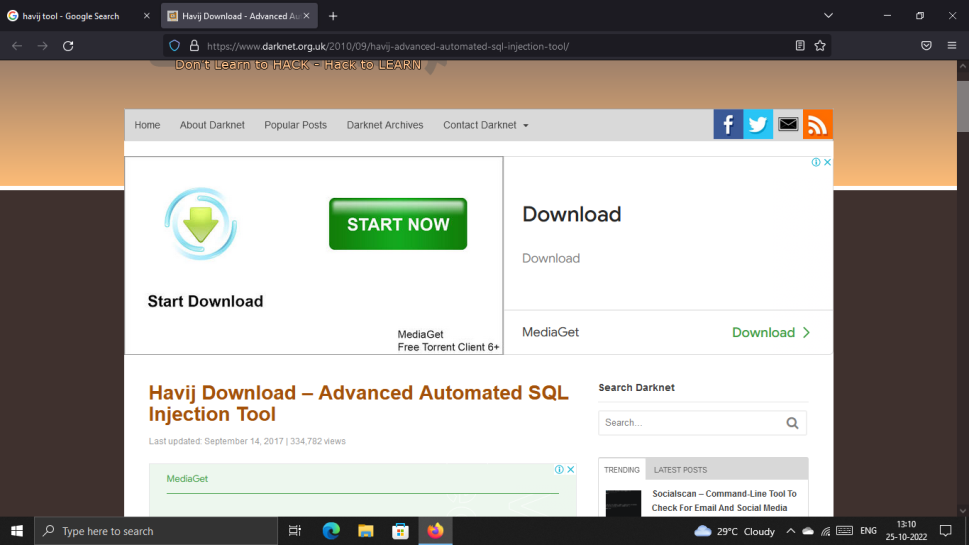 havij tool - Google Search
Havij Download - Advanced Au
https://www.darknet.org.uk/2010/09/havij-advanced-automated-sql-injection-tool/
Don't Learn to HACK - Hack to LEARN
Home About Darknet Popular Posts Darknet Archives Contact Darknet
START NOW
Start Download
MediaGet
Free Torrent Client 6+
Download
Download
MediaGet Download
Havij Download – Advanced Automated SQL
Injection Tool
Last updated: September 14, 2017 | 334,782 views
MediaGet
Search Darknet
Search...
TRENDING LATEST POSTS
Socialscan – Command-Line Tool To
Check For Email And Social Media
Type here to search
29°C Cloudy
ENG
13:10
25-10-2022